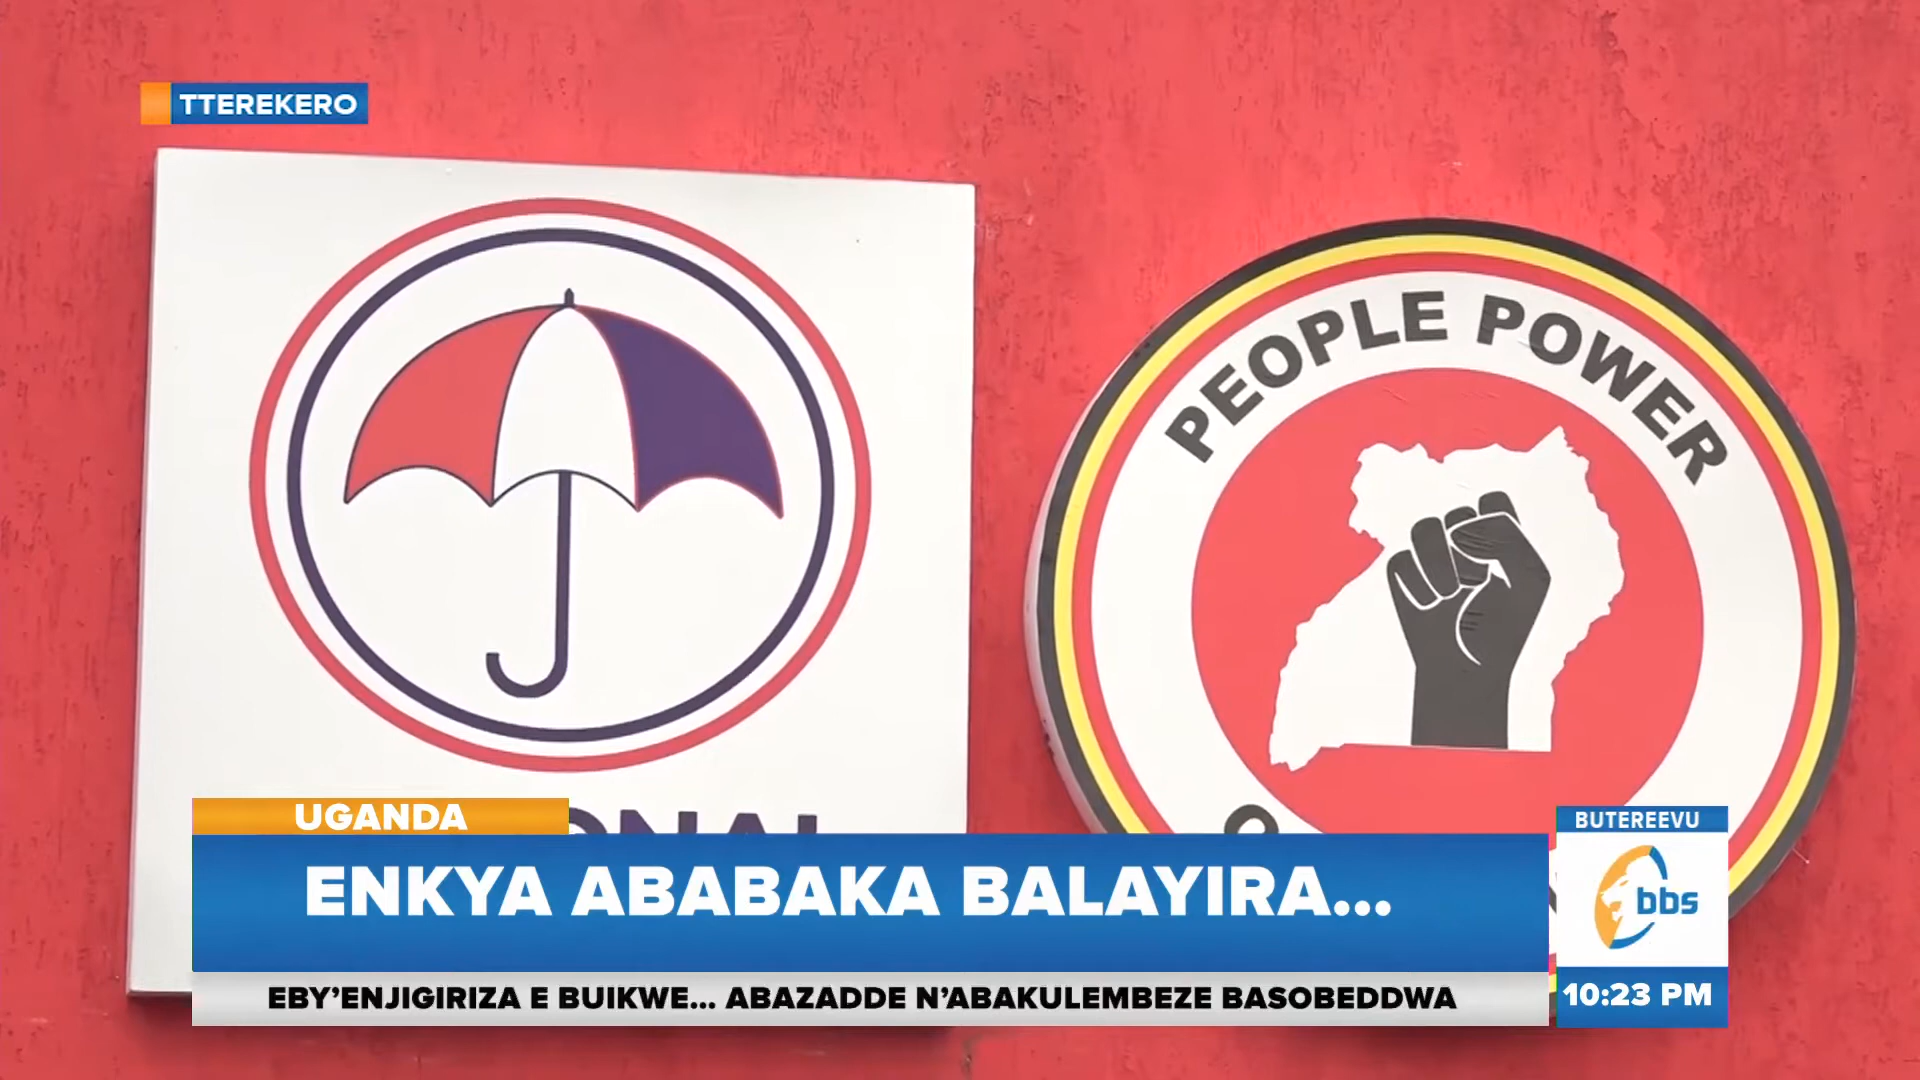 TTEREKERO
PEOPLE POWER
UGANDA
ENKYA ABABAKA BALAYIRA...
EBY'ENJIGIRIZA E BUIKWE... ABAZADDE N'ABAKULEMBEZE BASOBEDDWA
BUTEREEVU
bbs
10:23 PM